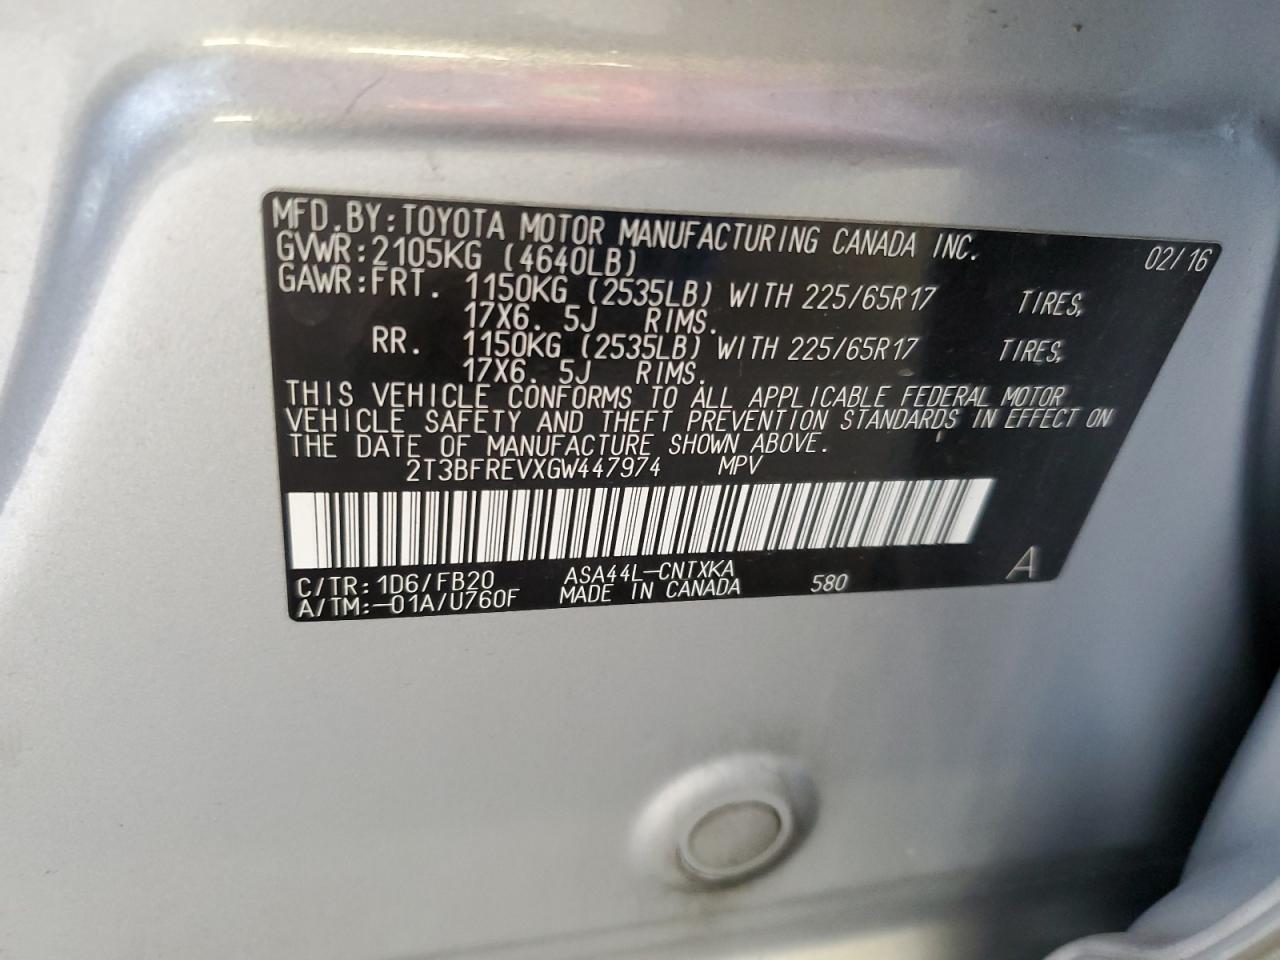 MFD.BY:TOYOTA MOTOR MANUFACTURING CANADA INC. 02/16
GVWR:2105KG (4640LB)
GAWR:FRT. 1150KG (2535LB) WITH 225/65R17 TIRES,
17X6. 5J RIMS.
RR. 1150KG (2535LB) WITH 225/65R17 TIRES,
17X6. 5J RIMS.
THIS VEHICLE CONFORMS TO ALL APPLICABLE FEDERAL MOTOR
VEHICLE SAFETY AND THEFT PREVENTION STANDARDS IN EFFECT ON
THE DATE OF MANUFACTURE SHOWN ABOVE.
2T3BFREVXGW447974 MPV
C/TR:1D6/FB20 ASA44L-CNTXKA 580 A
A/TM:-01A/U760F MADE IN CANADA